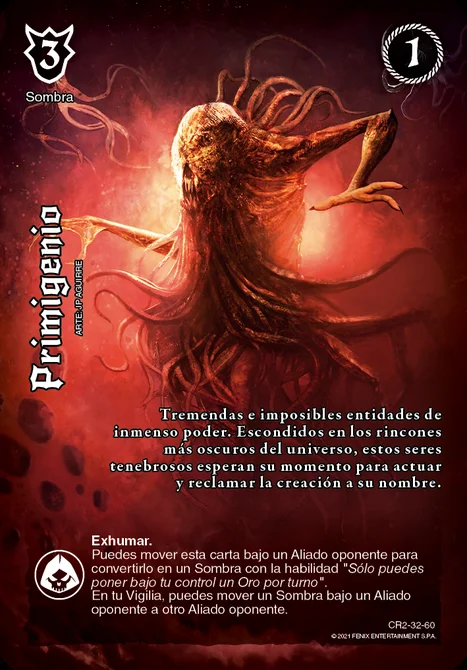 3
1
Sombra
Primigenio
ARTE: J.P. AGUIRRE
Tremendas e imposibles entidades de
inmenso poder. Escondidos en los rincones
más oscuros del universo, estos seres
tenebrosos esperan su momento para actuar
y reclamar la creación a su nombre.
Exhumar.
Puedes mover esta carta bajo un Aliado oponente para
convertirlo en un Sombra con la habilidad "Sólo puedes
poner bajo tu control un Oro por turno".
En tu Vigilia, puedes mover un Sombra bajo un Aliado
oponente a otro Aliado oponente.
CR2-32-60
© 2021 FENIX ENTERTAINMENT S.P.A.